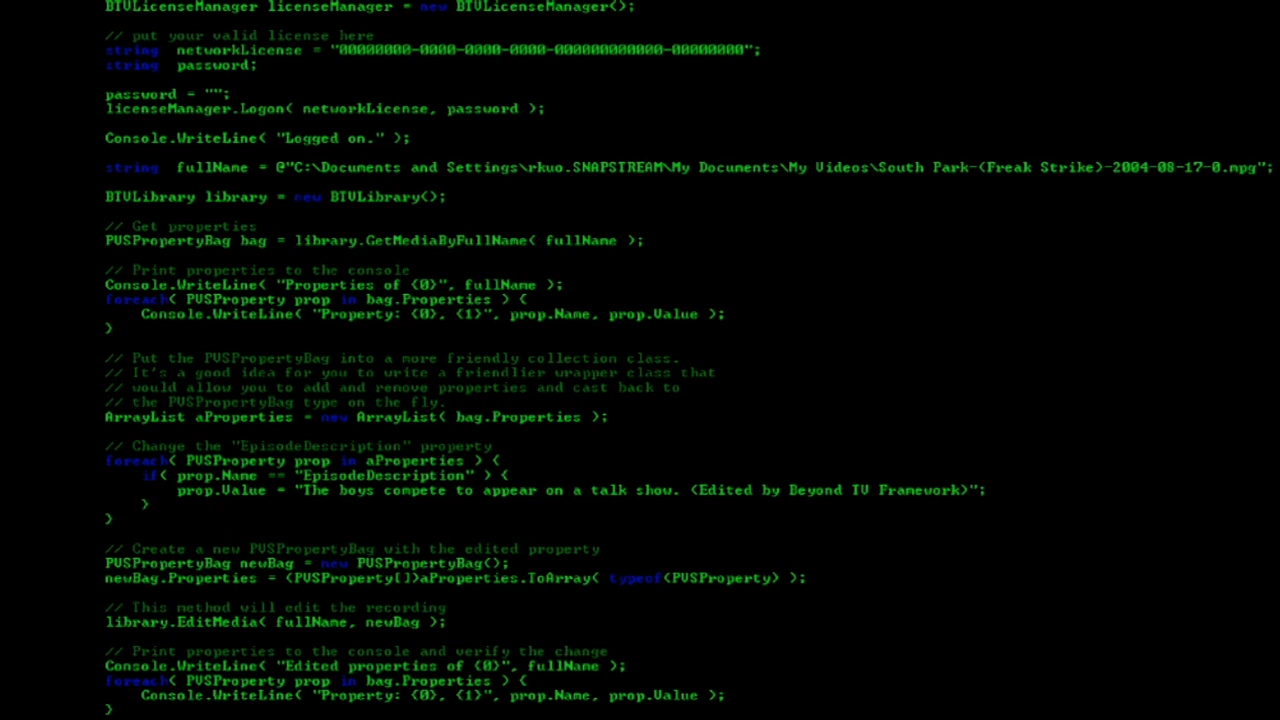 BTVLicenseManager licenseManager = new BTVLicenseManager();
// put your valid license here
string  networkLicense = "00000000-0000-0000-0000-000000000000-00000000";
string  password;
password = "";
licenseManager.Logon( networkLicense, password );
Console.WriteLine( "Logged on." );
string  fullName = @"C:\Documents and Settings\rkuo.SNAPSTREAM\My Documents\My Videos\South Park-(Freak Strike)-2004-08-17-0.mpg";
BTVLibrary library = new BTVLibrary();
// Get properties
PVSPropertyBag bag = library.GetMediaByFullName( fullName );
// Print properties to the console
Console.WriteLine( "Properties of {0}", fullName );
foreach( PVSProperty prop in bag.Properties ) {
    Console.WriteLine( "Property: {0}, {1}", prop.Name, prop.Value );
}
// Put the PVSPropertyBag into a more friendly collection class.
// It's a good idea for you to write a friendlier wrapper class that
// would allow you to add and remove properties and cast back to
// the PVSPropertyBag type on the fly.
ArrayList aProperties = new ArrayList( bag.Properties );
// Change the "EpisodeDescription" property
foreach( PVSProperty prop in aProperties ) {
    if( prop.Name == "EpisodeDescription" ) {
        prop.Value = "The boys compete to appear on a talk show. (Edited by Beyond TV Framework)";
    }
}
// Create a new PVSPropertyBag with the edited property
PVSPropertyBag newBag = new PVSPropertyBag();
newBag.Properties = (PVSProperty[])aProperties.ToArray( typeof(PVSProperty) );
// This method will edit the recording
library.EditMedia( fullName, newBag );
// Print properties to the console and verify the change
Console.WriteLine( "Edited properties of {0}", fullName );
foreach( PVSProperty prop in bag.Properties ) {
    Console.WriteLine( "Property: {0}, {1}", prop.Name, prop.Value );
}